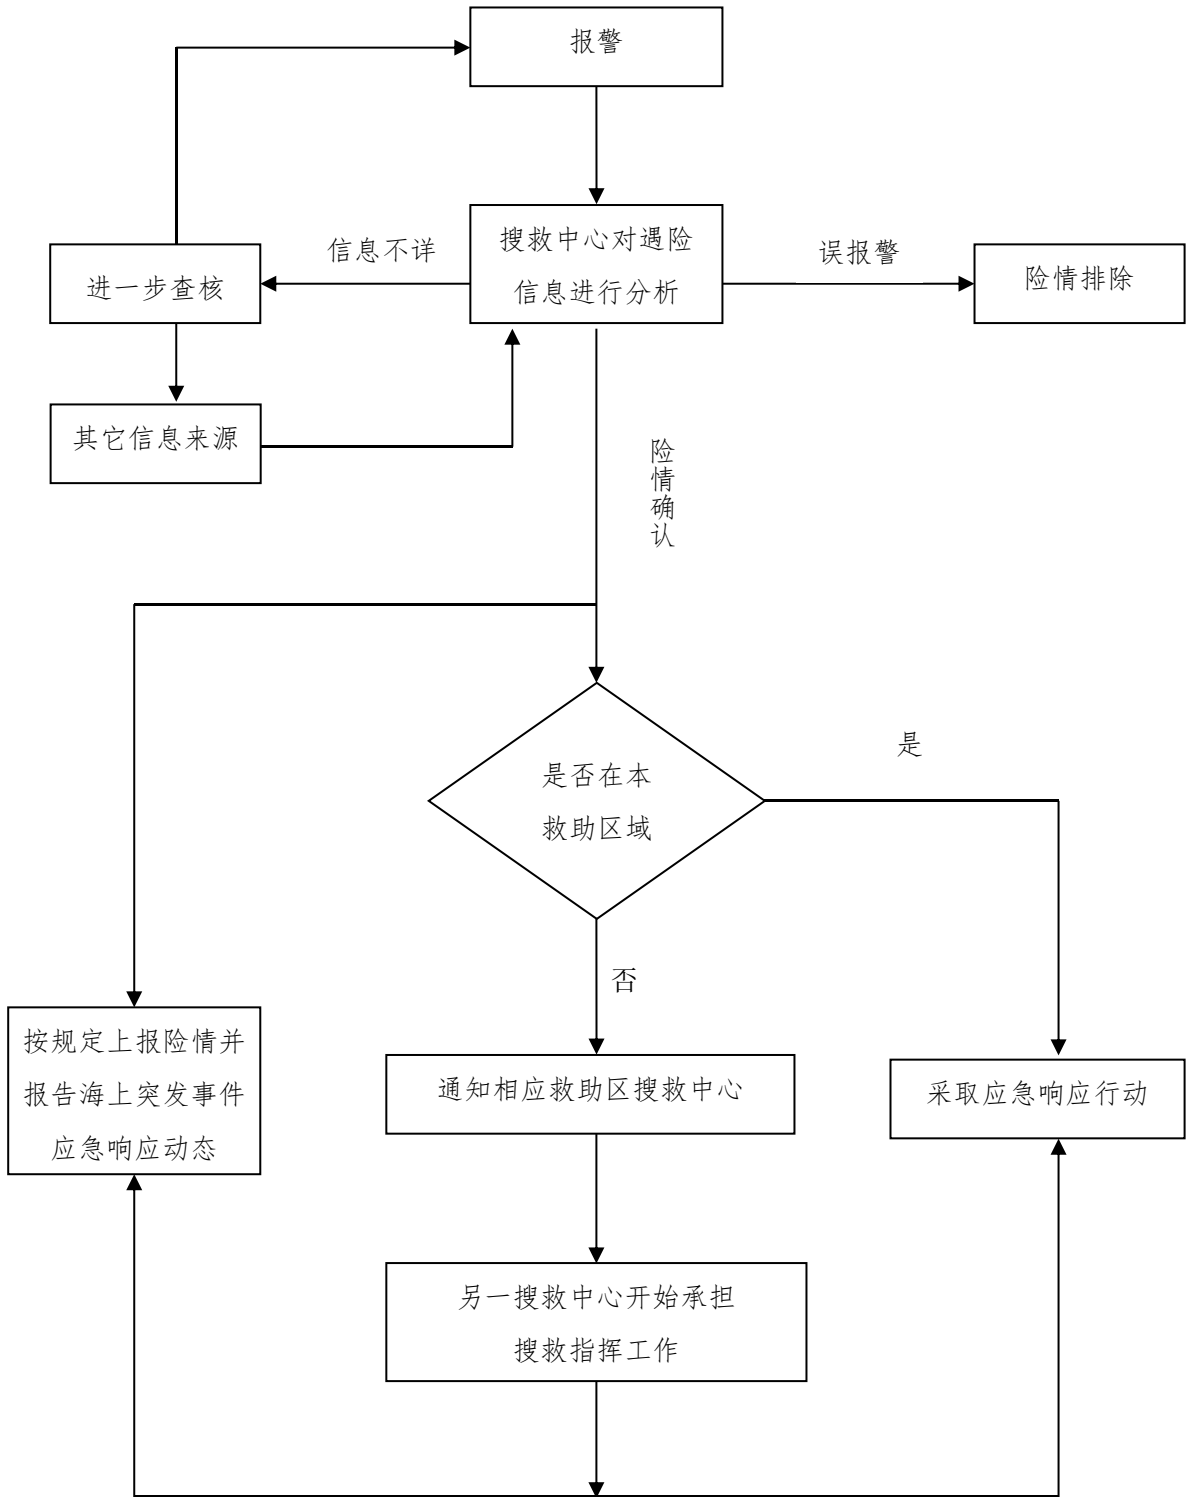 报警
搜救中心对遇险
信息进行分析
信息不详
误报警
进一步查核
险情排除
其它信息来源
险情确认
是否在本
救助区域
是
否
按规定上报险情并
报告海上突发事件
应急响应动态
通知相应救助区搜救中心
采取应急响应行动
另一搜救中心开始承担
搜救指挥工作